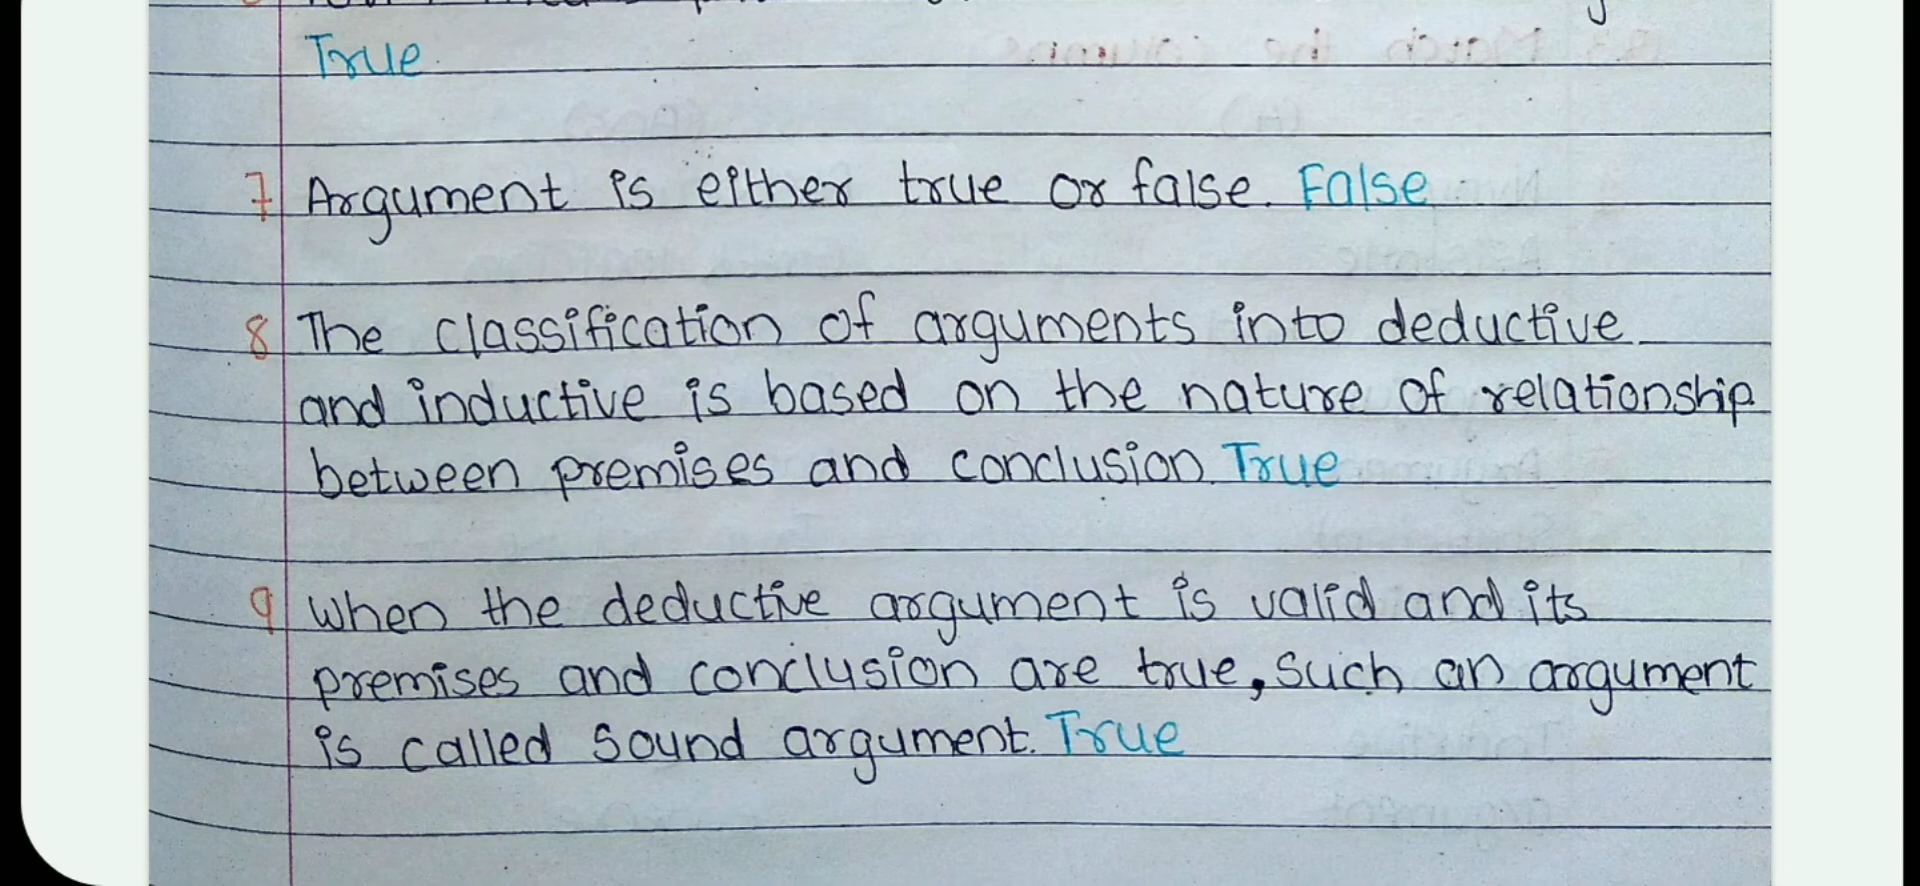 True.
7 Argument is either true or false. False
8 The classification of arguments into deductive
and inductive is based on the nature of relationship
between premises and conclusion. True
9 When the deductive argument is valid and its
premises and conclusion are true, such an argument
is called sound argument. True